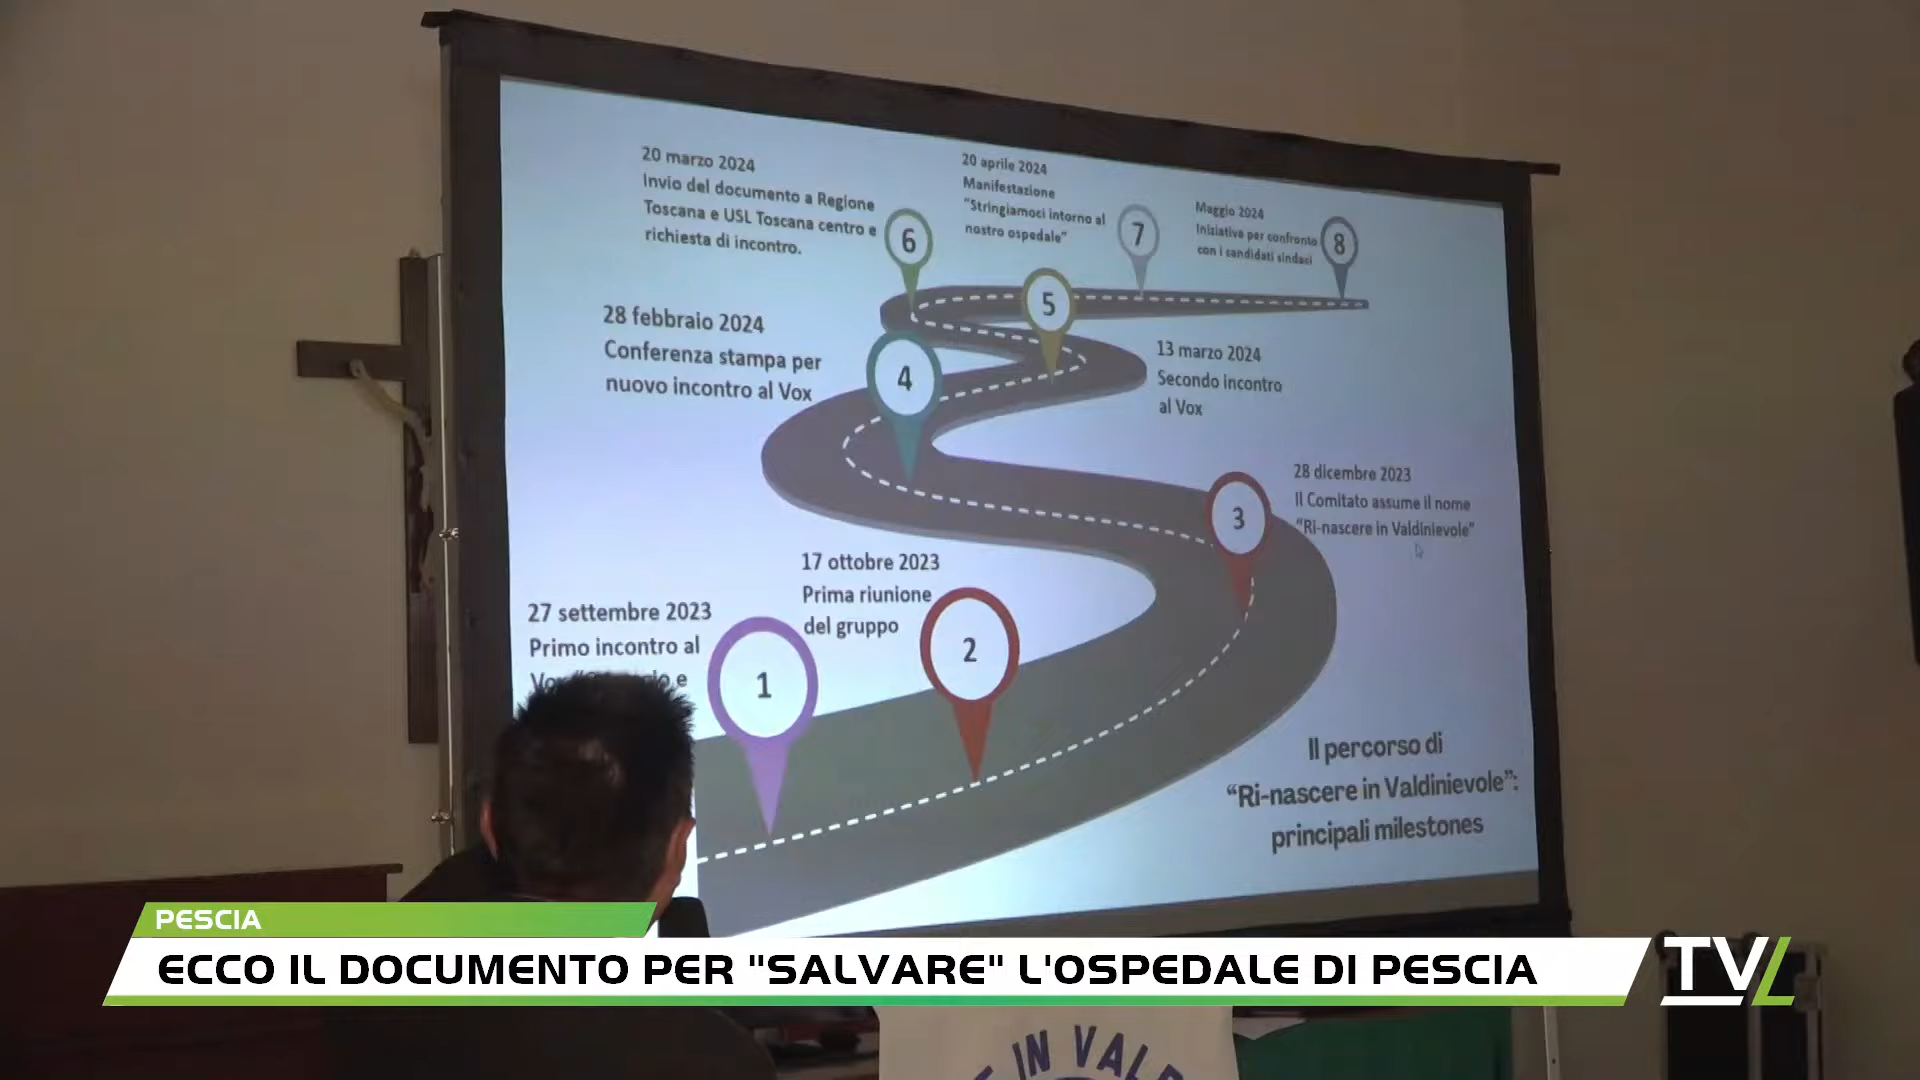 20 marzo 2024
Invio del documento a Regione
Toscana e USL Toscana centro e
richiesta di incontro.
6
20 aprile 2024
Manifestazione
"Stringiamoci intorno al
nostro ospedale"
7
Maggio 2024
Iniziative per confronto
con i candidati sindaci
8
28 febbraio 2024
Conferenza stampa per
nuovo incontro al Vox
4
5
13 marzo 2024
Secondo incontro
al Vox
28 dicembre 2023
Il Comitato assume il nome
"Ri-nascere in Valdinievole"
3
17 ottobre 2023
Prima riunione
del gruppo
2
27 settembre 2023
Primo incontro al
e
1
Il percorso di
"Ri-nascere in Valdinievole":
principali milestones
PESCIA
ECCO IL DOCUMENTO PER "SALVARE" L'OSPEDALE DI PESCIA
TVL
IN